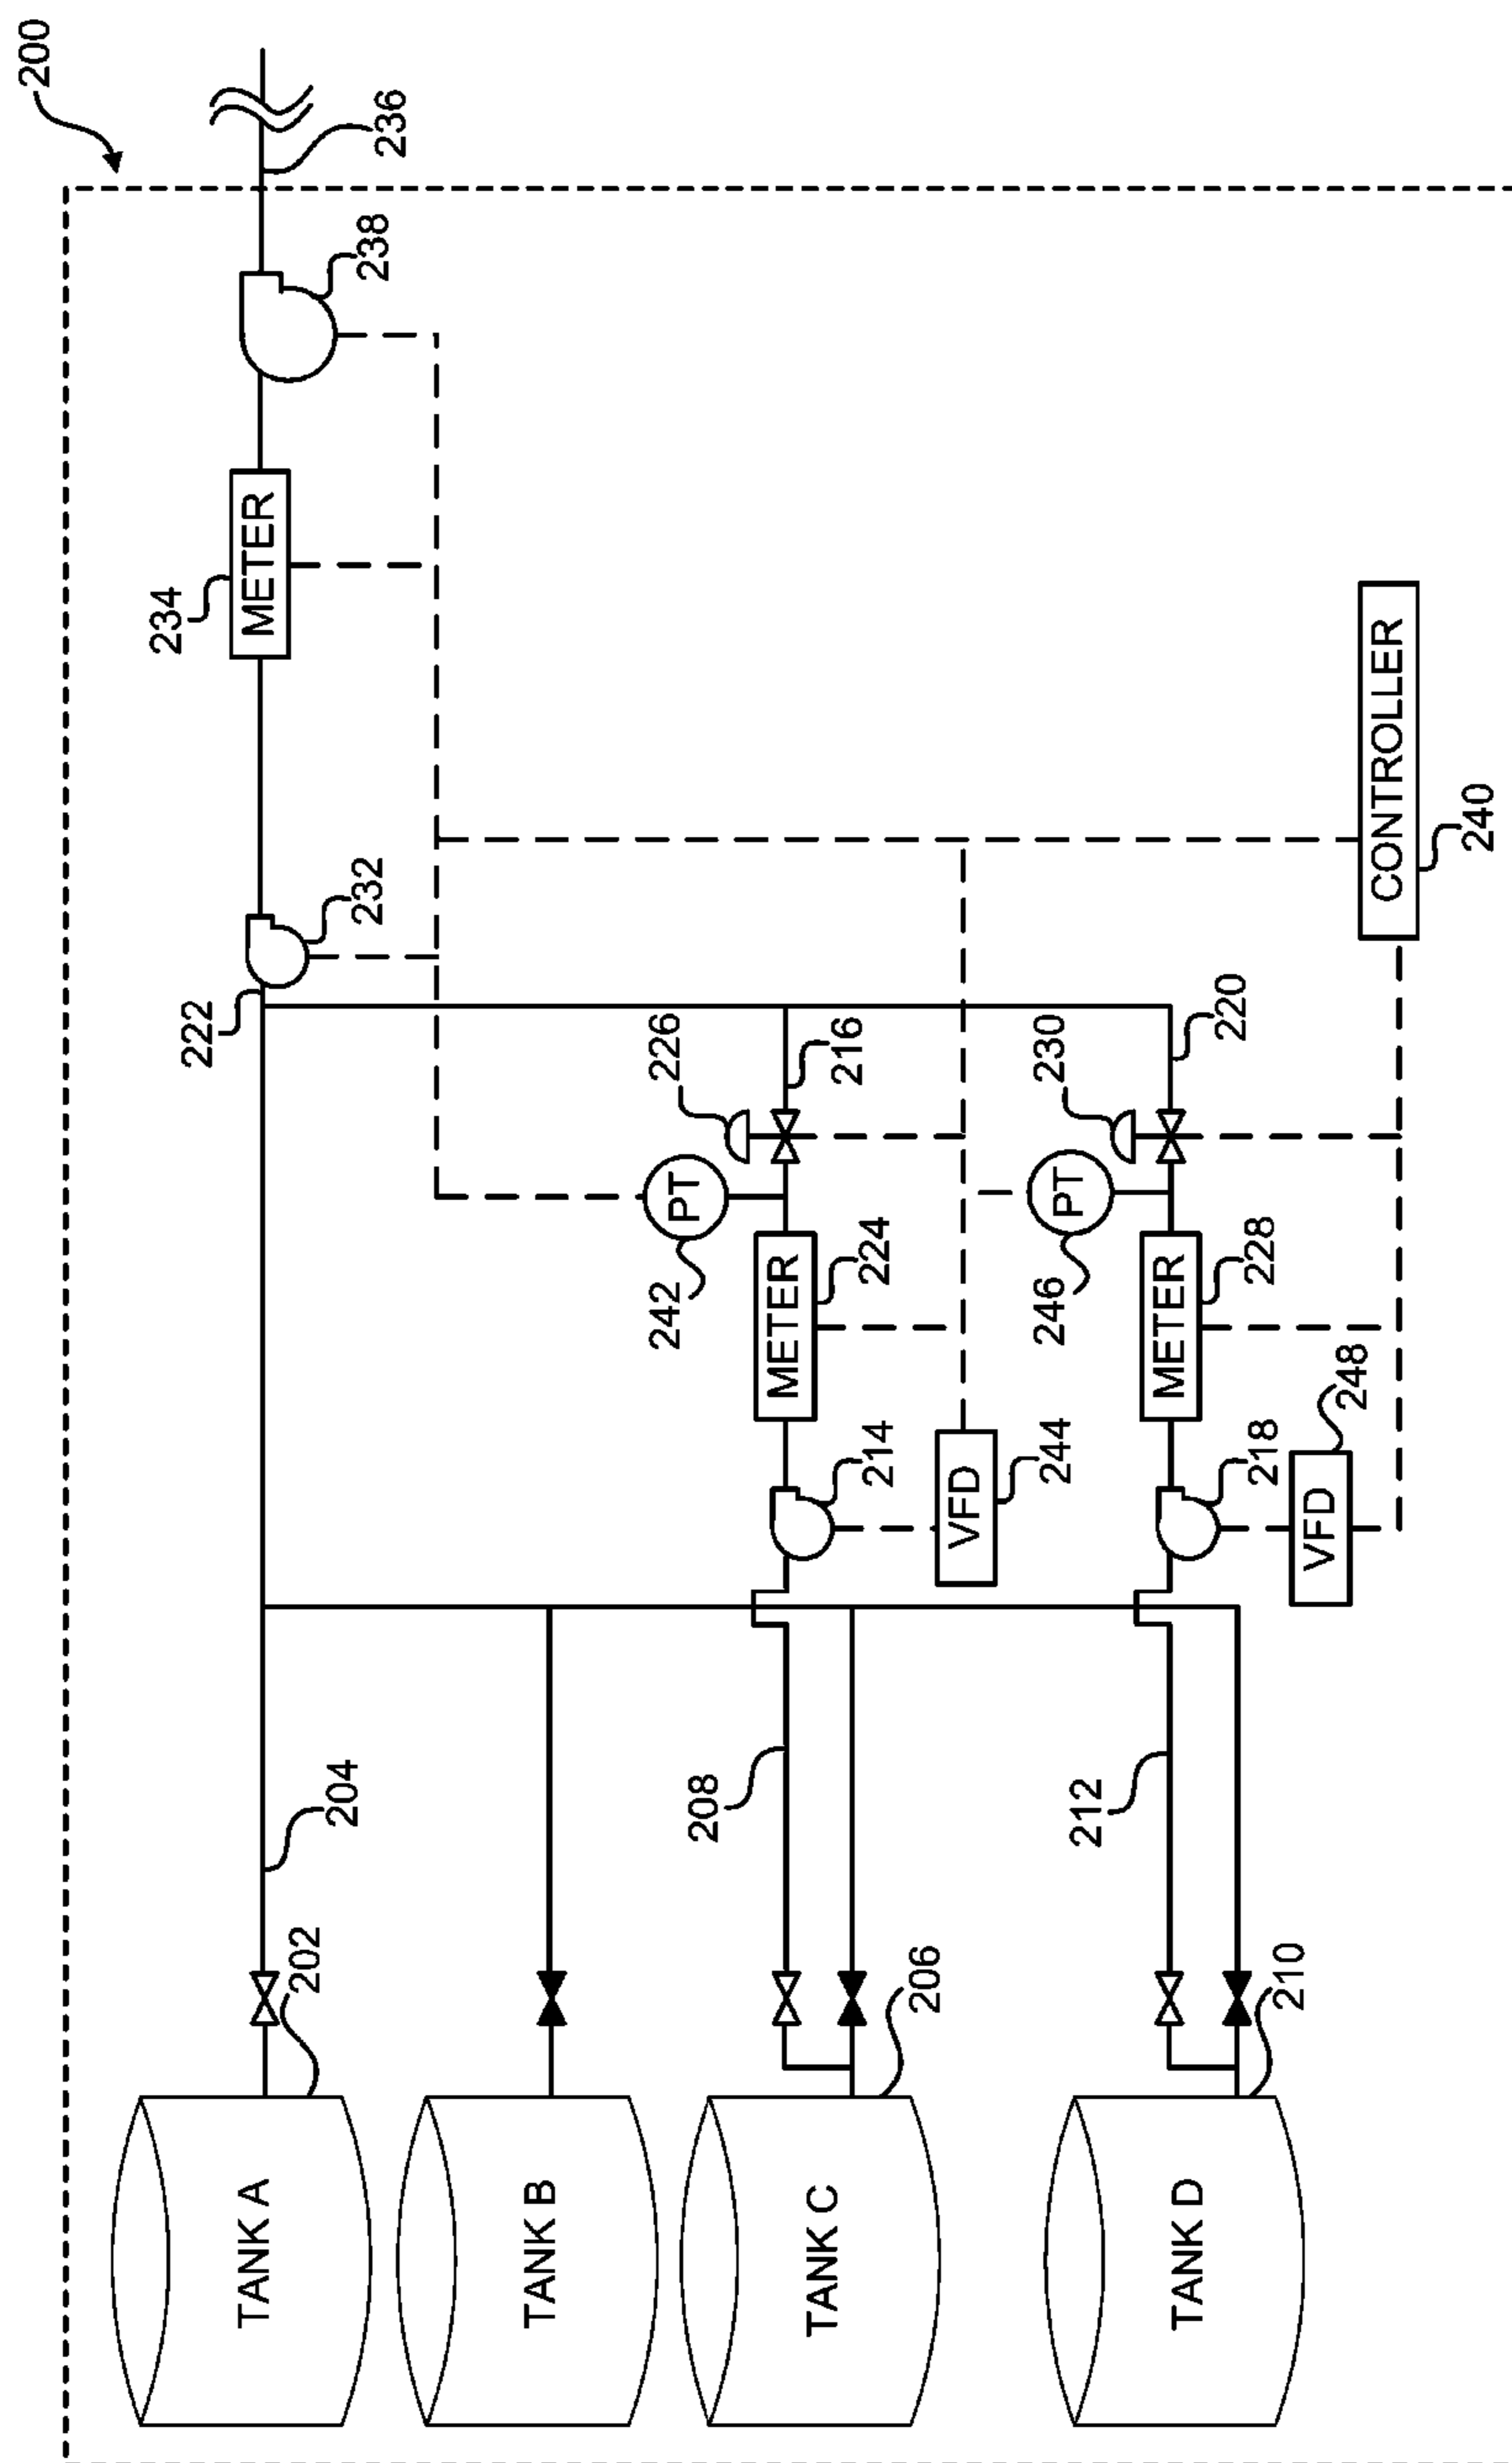 200
236
238
METER
234
232
222
CONTROLLER
240
226
216
230
220
PT
242
METER
224
PT
246
METER
228
214
VFD
244
218
VFD
248
204
208
212
202
206
210
TANK A
TANK B
TANK C
TANK D